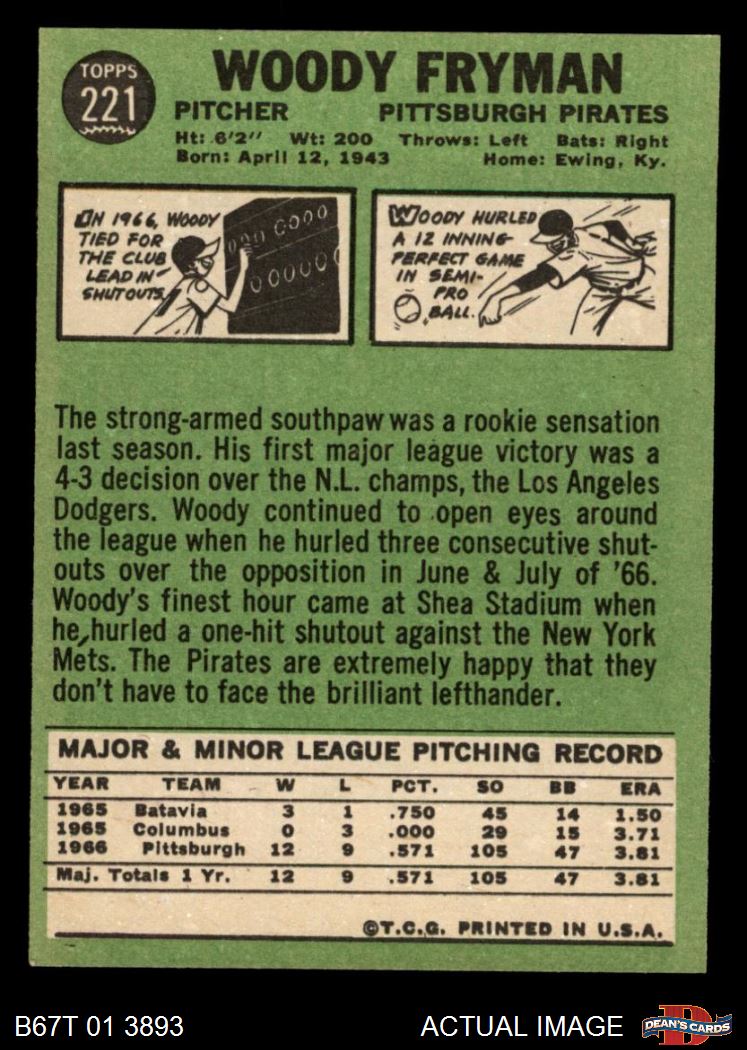 TOPPS
221
WOODY FRYMAN
PITCHER PITTSBURGH PIRATES
Ht: 6'2'' Wt: 200 Throws: Left Bats: Right
Born: April 12, 1943 Home: Ewing, Ky.
IN 1966, WOODY
TIED FOR
THE CLUB
LEAD IN
SHUTOUTS.
WOODY HURLED
A 12 INNING
PERFECT GAME
IN SEMI-
PRO
BALL.
The strong-armed southpaw was a rookie sensation
last season. His first major league victory was a
4-3 decision over the N.L. champs, the Los Angeles
Dodgers. Woody continued to open eyes around
the league when he hurled three consecutive shut-
outs over the opposition in June & July of '66.
Woody's finest hour came at Shea Stadium when
he hurled a one-hit shutout against the New York
Mets. The Pirates are extremely happy that they
don't have to face the brilliant lefthander.
MAJOR & MINOR LEAGUE PITCHING RECORD
YEAR TEAM W L PCT. SO BB ERA
1965 Batavia 3 1 .750 45 14 1.50
1965 Columbus 0 3 .000 29 15 3.71
1966 Pittsburgh 12 9 .571 105 47 3.81
Maj. Totals 1 Yr. 12 9 .571 105 47 3.81
©T.C.G. PRINTED IN U.S.A.
B67T 01 3893 ACTUAL IMAGE DEAN'S CARDS